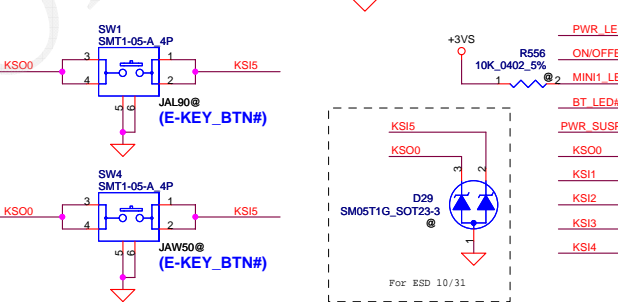 SW1
SMT1-05-A_4P
KSO0
3
1
KSI5
4
2
5
6
JAL90@
(E-KEY_BTN#)
SW4
SMT1-05-A_4P
KSO0
3
1
KSI5
4
2
5
6
JAW50@
(E-KEY_BTN#)
+3VS
R556
10K_0402_5%
1
@
2
KSI5
KSO0
3
2
D29
SM05T1G_SOT23-3
@
1
For ESD 10/31
PWR_LE
ON/OFF
MINI1_LE
BT_LED#
PWR_SUSP
KSO0
KSI1
KSI2
KSI3
KSI4